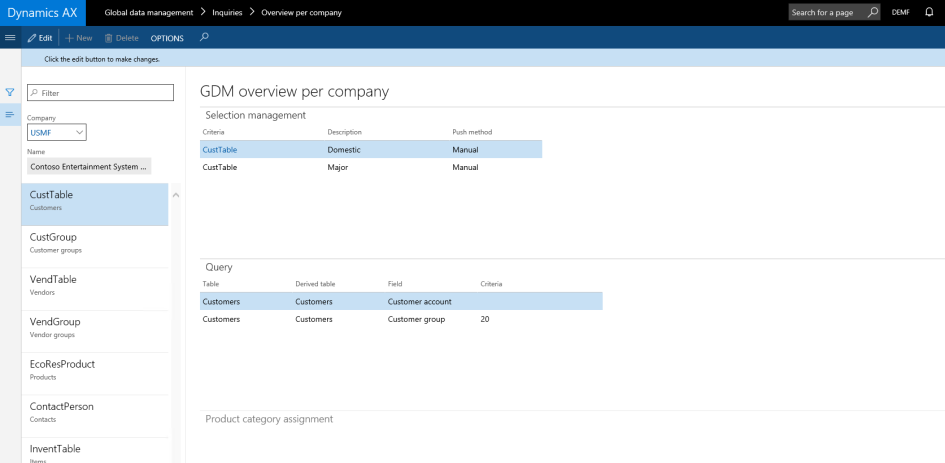 Dynamics AX Global data management > Inquiries > Overview per company Search for a page DEMF
Edit + New Delete OPTIONS
Click the edit button to make changes.
Filter
Company
USMF
Name
Contoso Entertainment System ...
CustTable
Customers
CustGroup
Customer groups
VendTable
Vendors
VendGroup
Vendor groups
EcoResProduct
Products
ContactPerson
Contacts
InventTable
Items
GDM overview per company
Selection management
Criteria Description Push method
CustTable Domestic Manual
CustTable Major Manual
Query
Table Derived table Field Criteria
Customers Customers Customer account
Customers Customers Customer group 20
Product category assignment